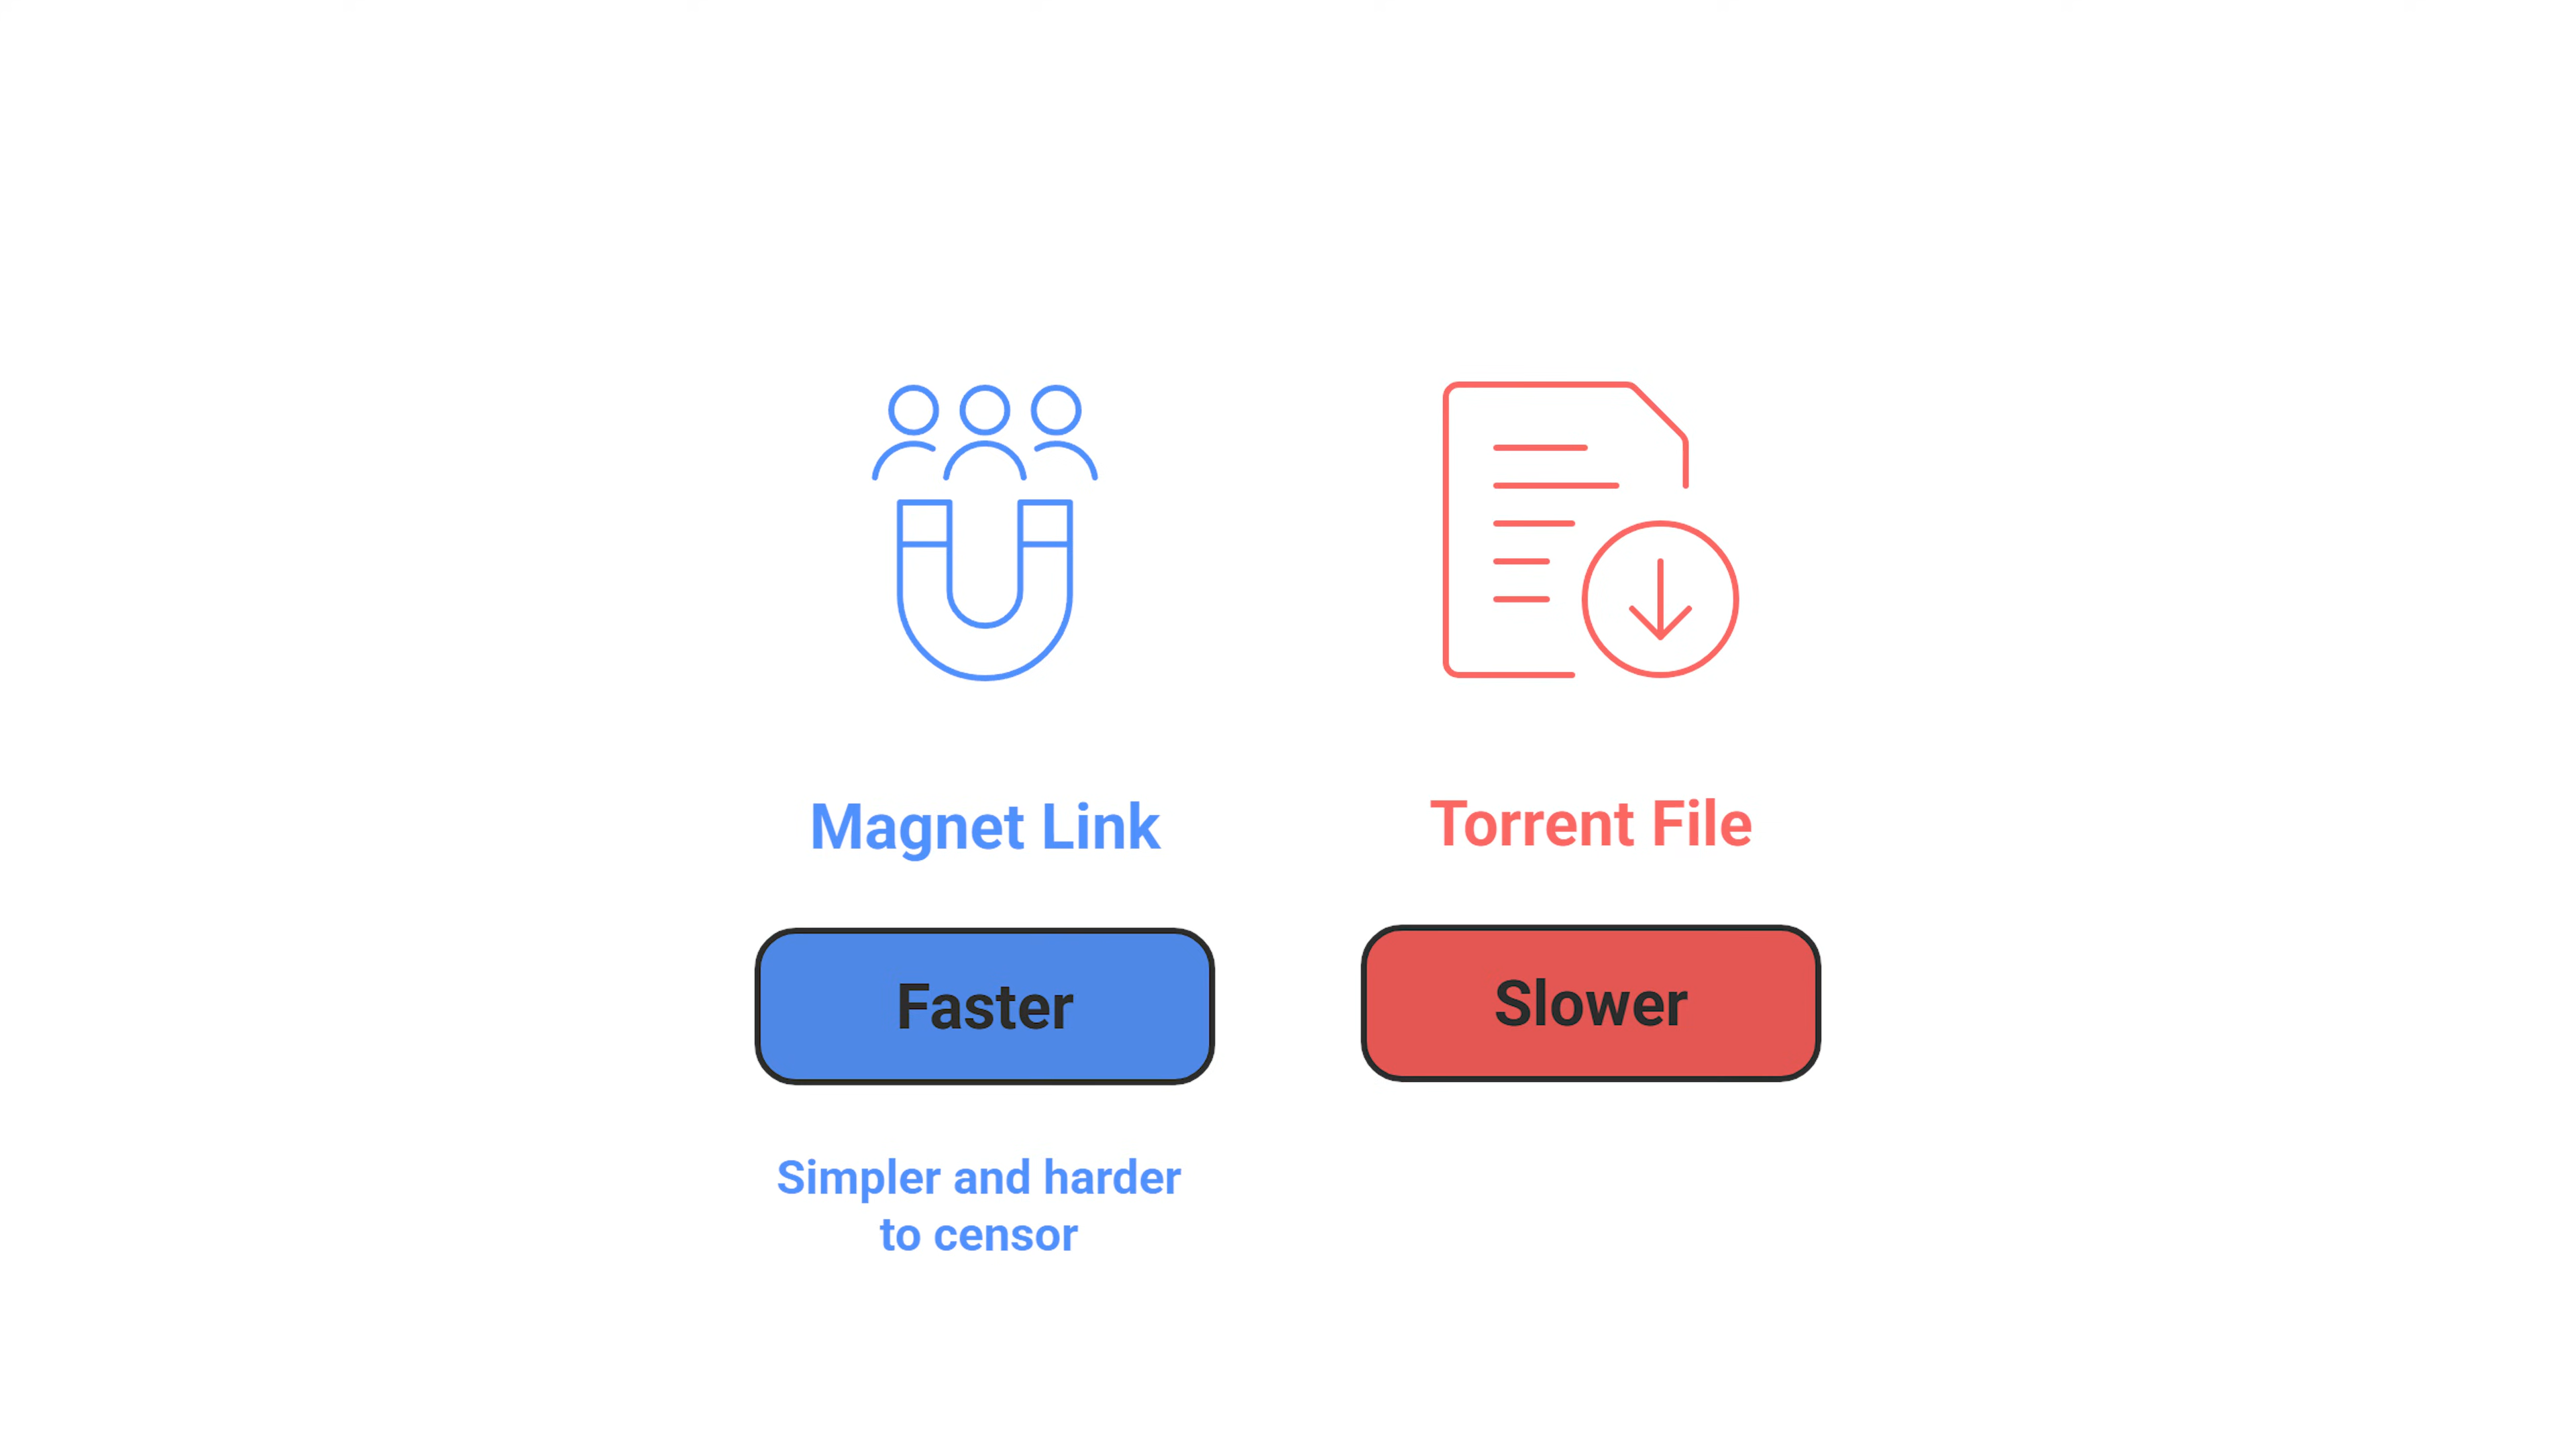 Magnet Link
Torrent File
Faster
Slower
Simpler and harder
to censor